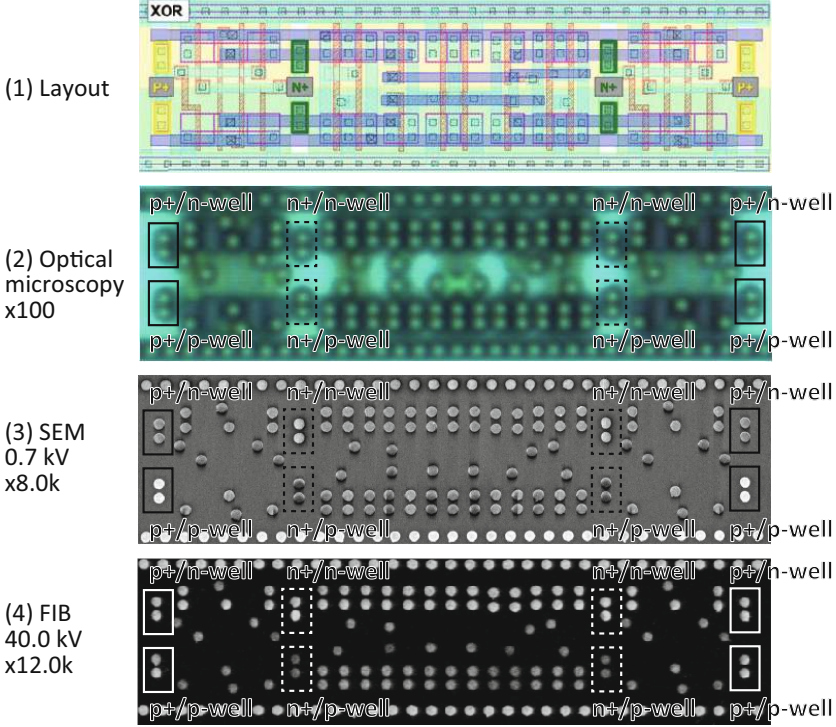 XOR
(1) Layout
P+ N+ N+ P+
p+/n-well n+/n-well n+/n-well p+/n-well
(2) Optical
microscopy
x100
p+/p-well n+/p-well n+/p-well p+/p-well
p+/n-well n+/n-well n+/n-well p+/n-well
(3) SEM
0.7 kV
x8.0k
p+/p-well n+/p-well n+/p-well p+/p-well
p+/n-well n+/n-well n+/n-well p+/n-well
(4) FIB
40.0 kV
x12.0k
p+/p-well n+/p-well n+/p-well p+/p-well